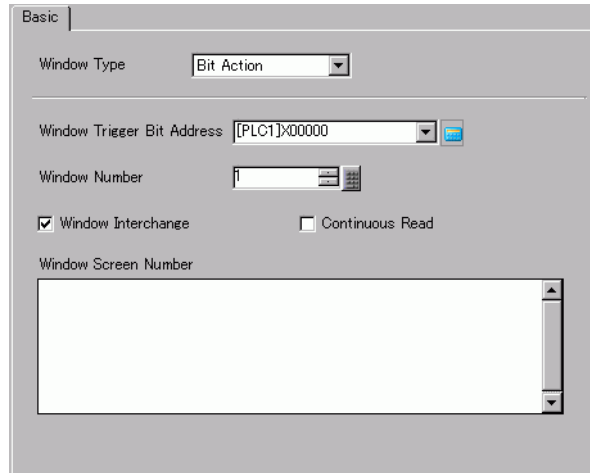 Basic
Window Type Bit Action
Window Trigger Bit Address [PLC1]X00000
Window Number 1
Window Interchange Continuous Read
Window Screen Number